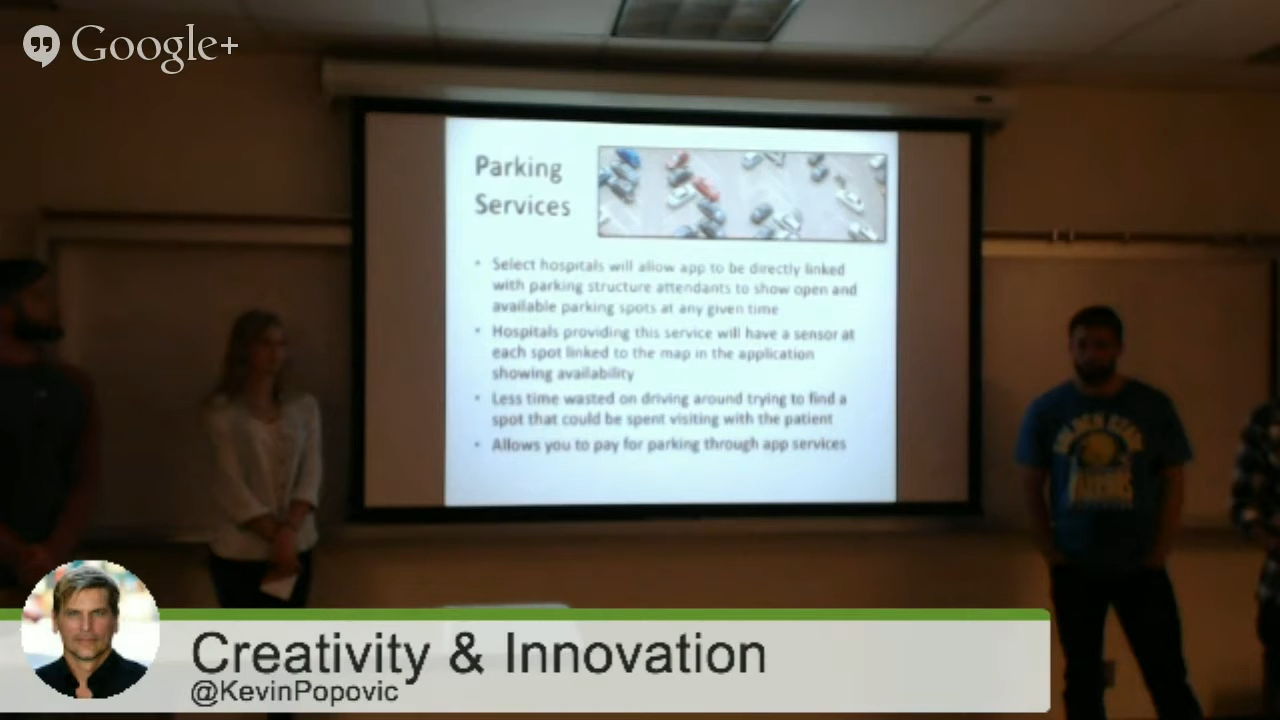 Google+
Parking
Services
• Select hospitals will allow app to be directly linked
with parking structure attendants to show open and
available parking spots at any given time
• Hospitals providing this service will have a sensor at
each spot linked to the map in the application
showing availability
• Less time wasted on driving around trying to find a
spot that could be spent visiting with the patient
• Allows you to pay for parking through app services
GOLDEN STATE
WARRIORS
Creativity & Innovation
@KevinPopovic